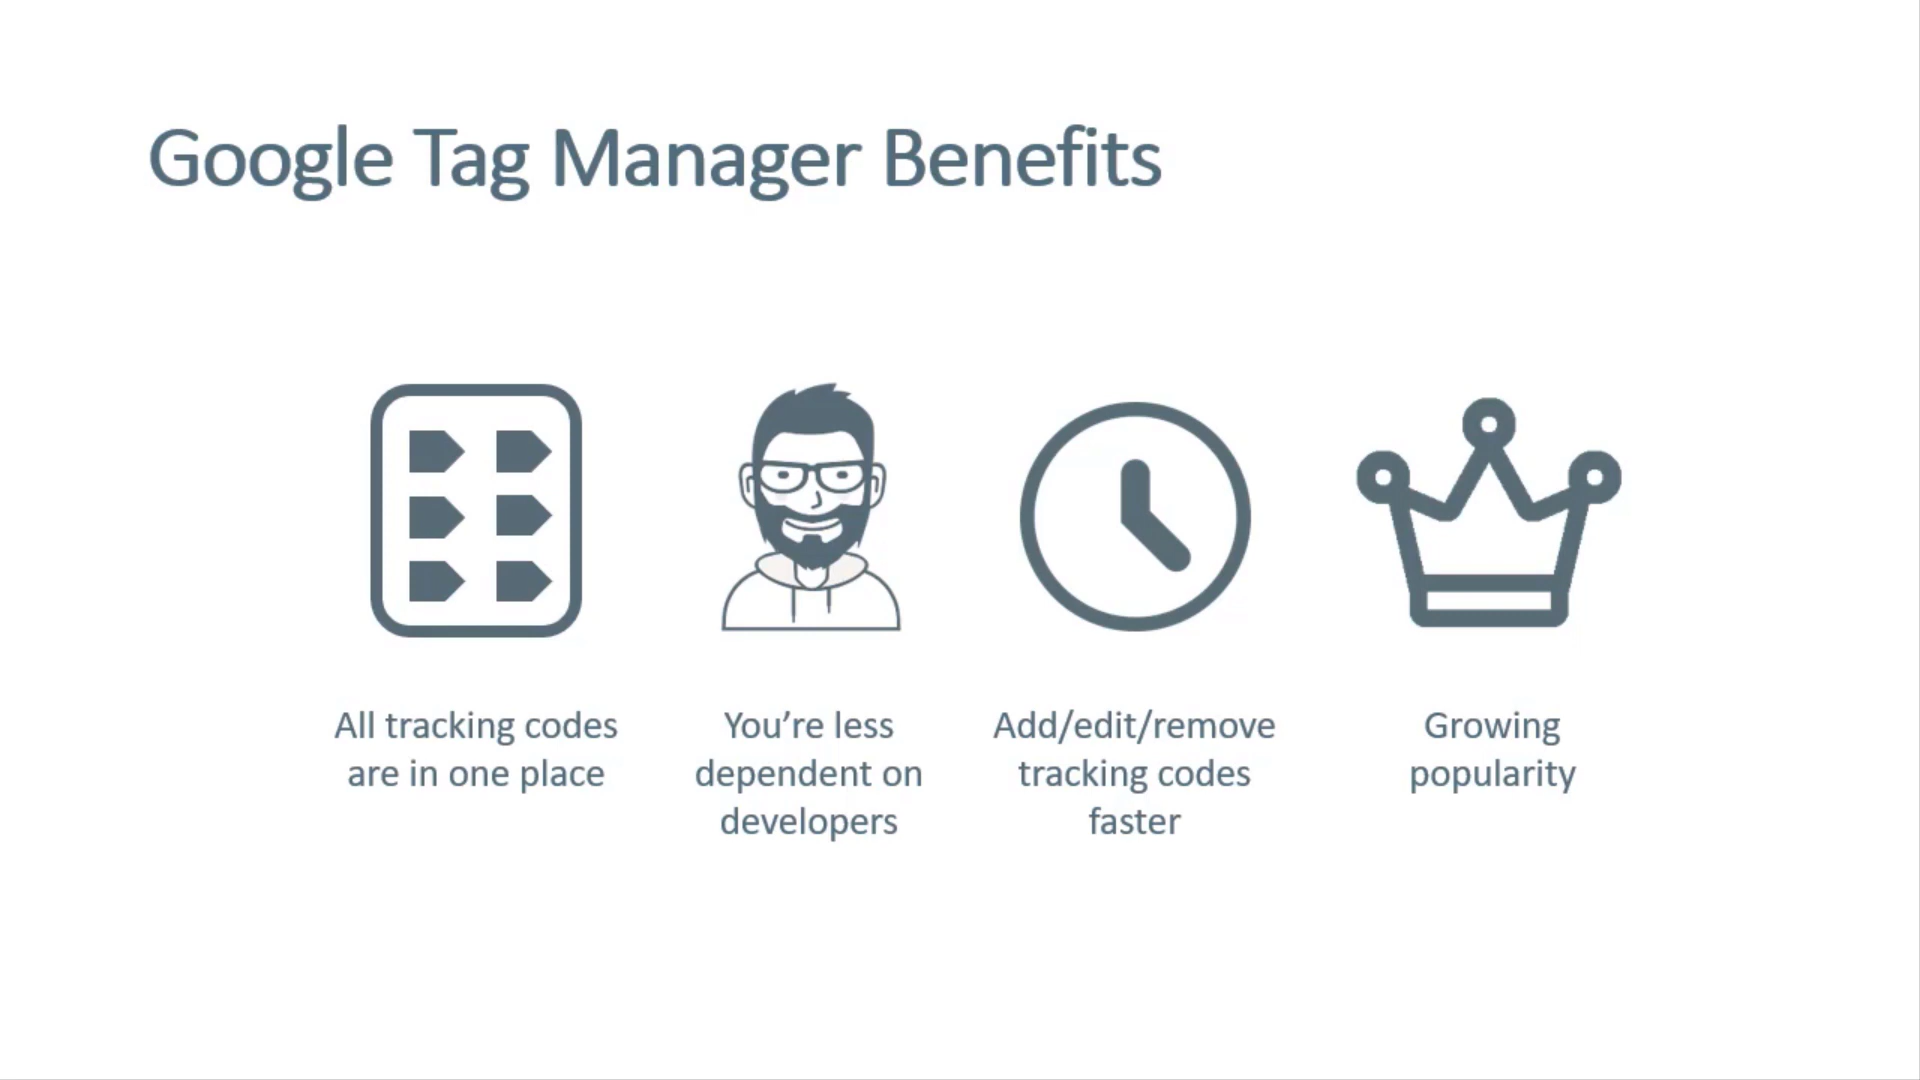 Google Tag Manager Benefits
All tracking codes
are in one place
You’re less
dependent on
developers
Add/edit/remove
tracking codes
faster
Growing
popularity